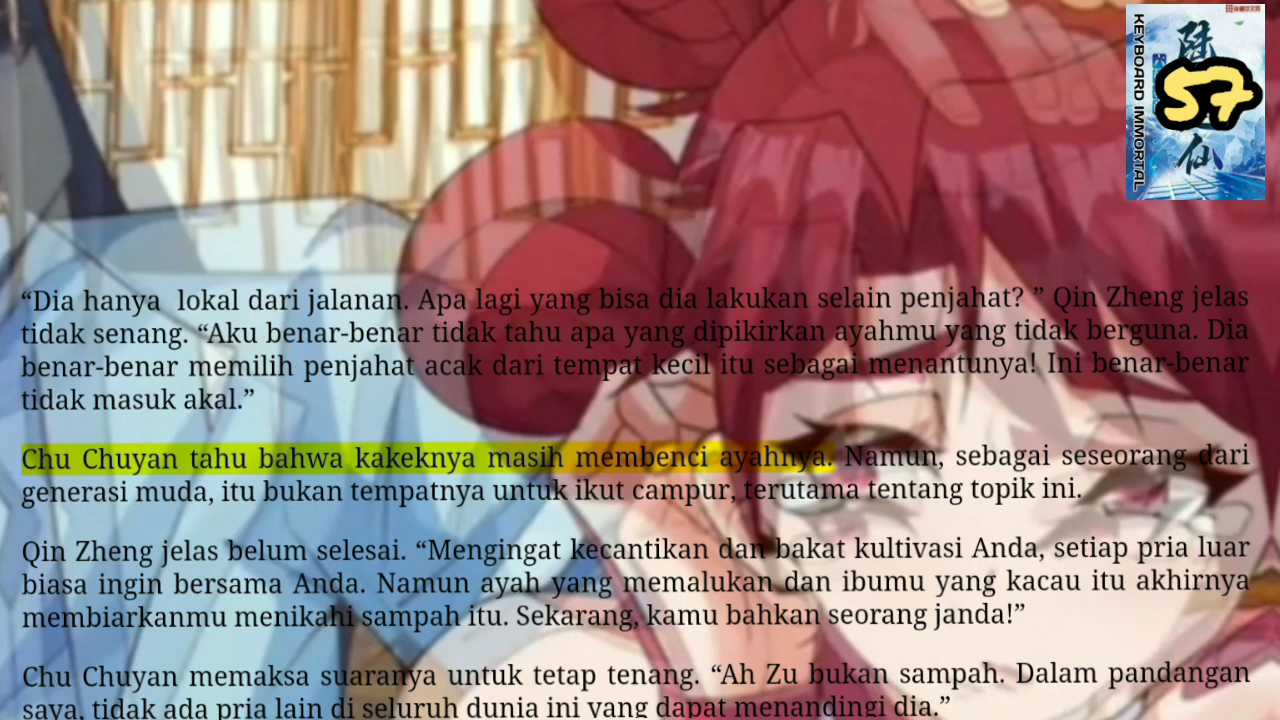 KEYBOARD IMMORTAL
57
仙
“Dia hanya  lokal dari jalanan. Apa lagi yang bisa dia lakukan selain penjahat? ” Qin Zheng jelas
tidak senang. “Aku benar-benar tidak tahu apa yang dipikirkan ayahmu yang tidak berguna. Dia
benar-benar memilih penjahat acak dari tempat kecil itu sebagai menantunya! Ini benar-benar
tidak masuk akal.”
Chu Chuyan tahu bahwa kakeknya masih membenci ayahnya. Namun, sebagai seseorang dari
generasi muda, itu bukan tempatnya untuk ikut campur, terutama tentang topik ini.
Qin Zheng jelas belum selesai. “Mengingat kecantikan dan bakat kultivasi Anda, setiap pria luar
biasa ingin bersama Anda. Namun ayah yang memalukan dan ibumu yang kacau itu akhirnya
membiarkanmu menikahi sampah itu. Sekarang, kamu bahkan seorang janda!”
Chu Chuyan memaksa suaranya untuk tetap tenang. “Ah Zu bukan sampah. Dalam pandangan
saya, tidak ada pria lain di seluruh dunia ini yang dapat menandingi dia.”